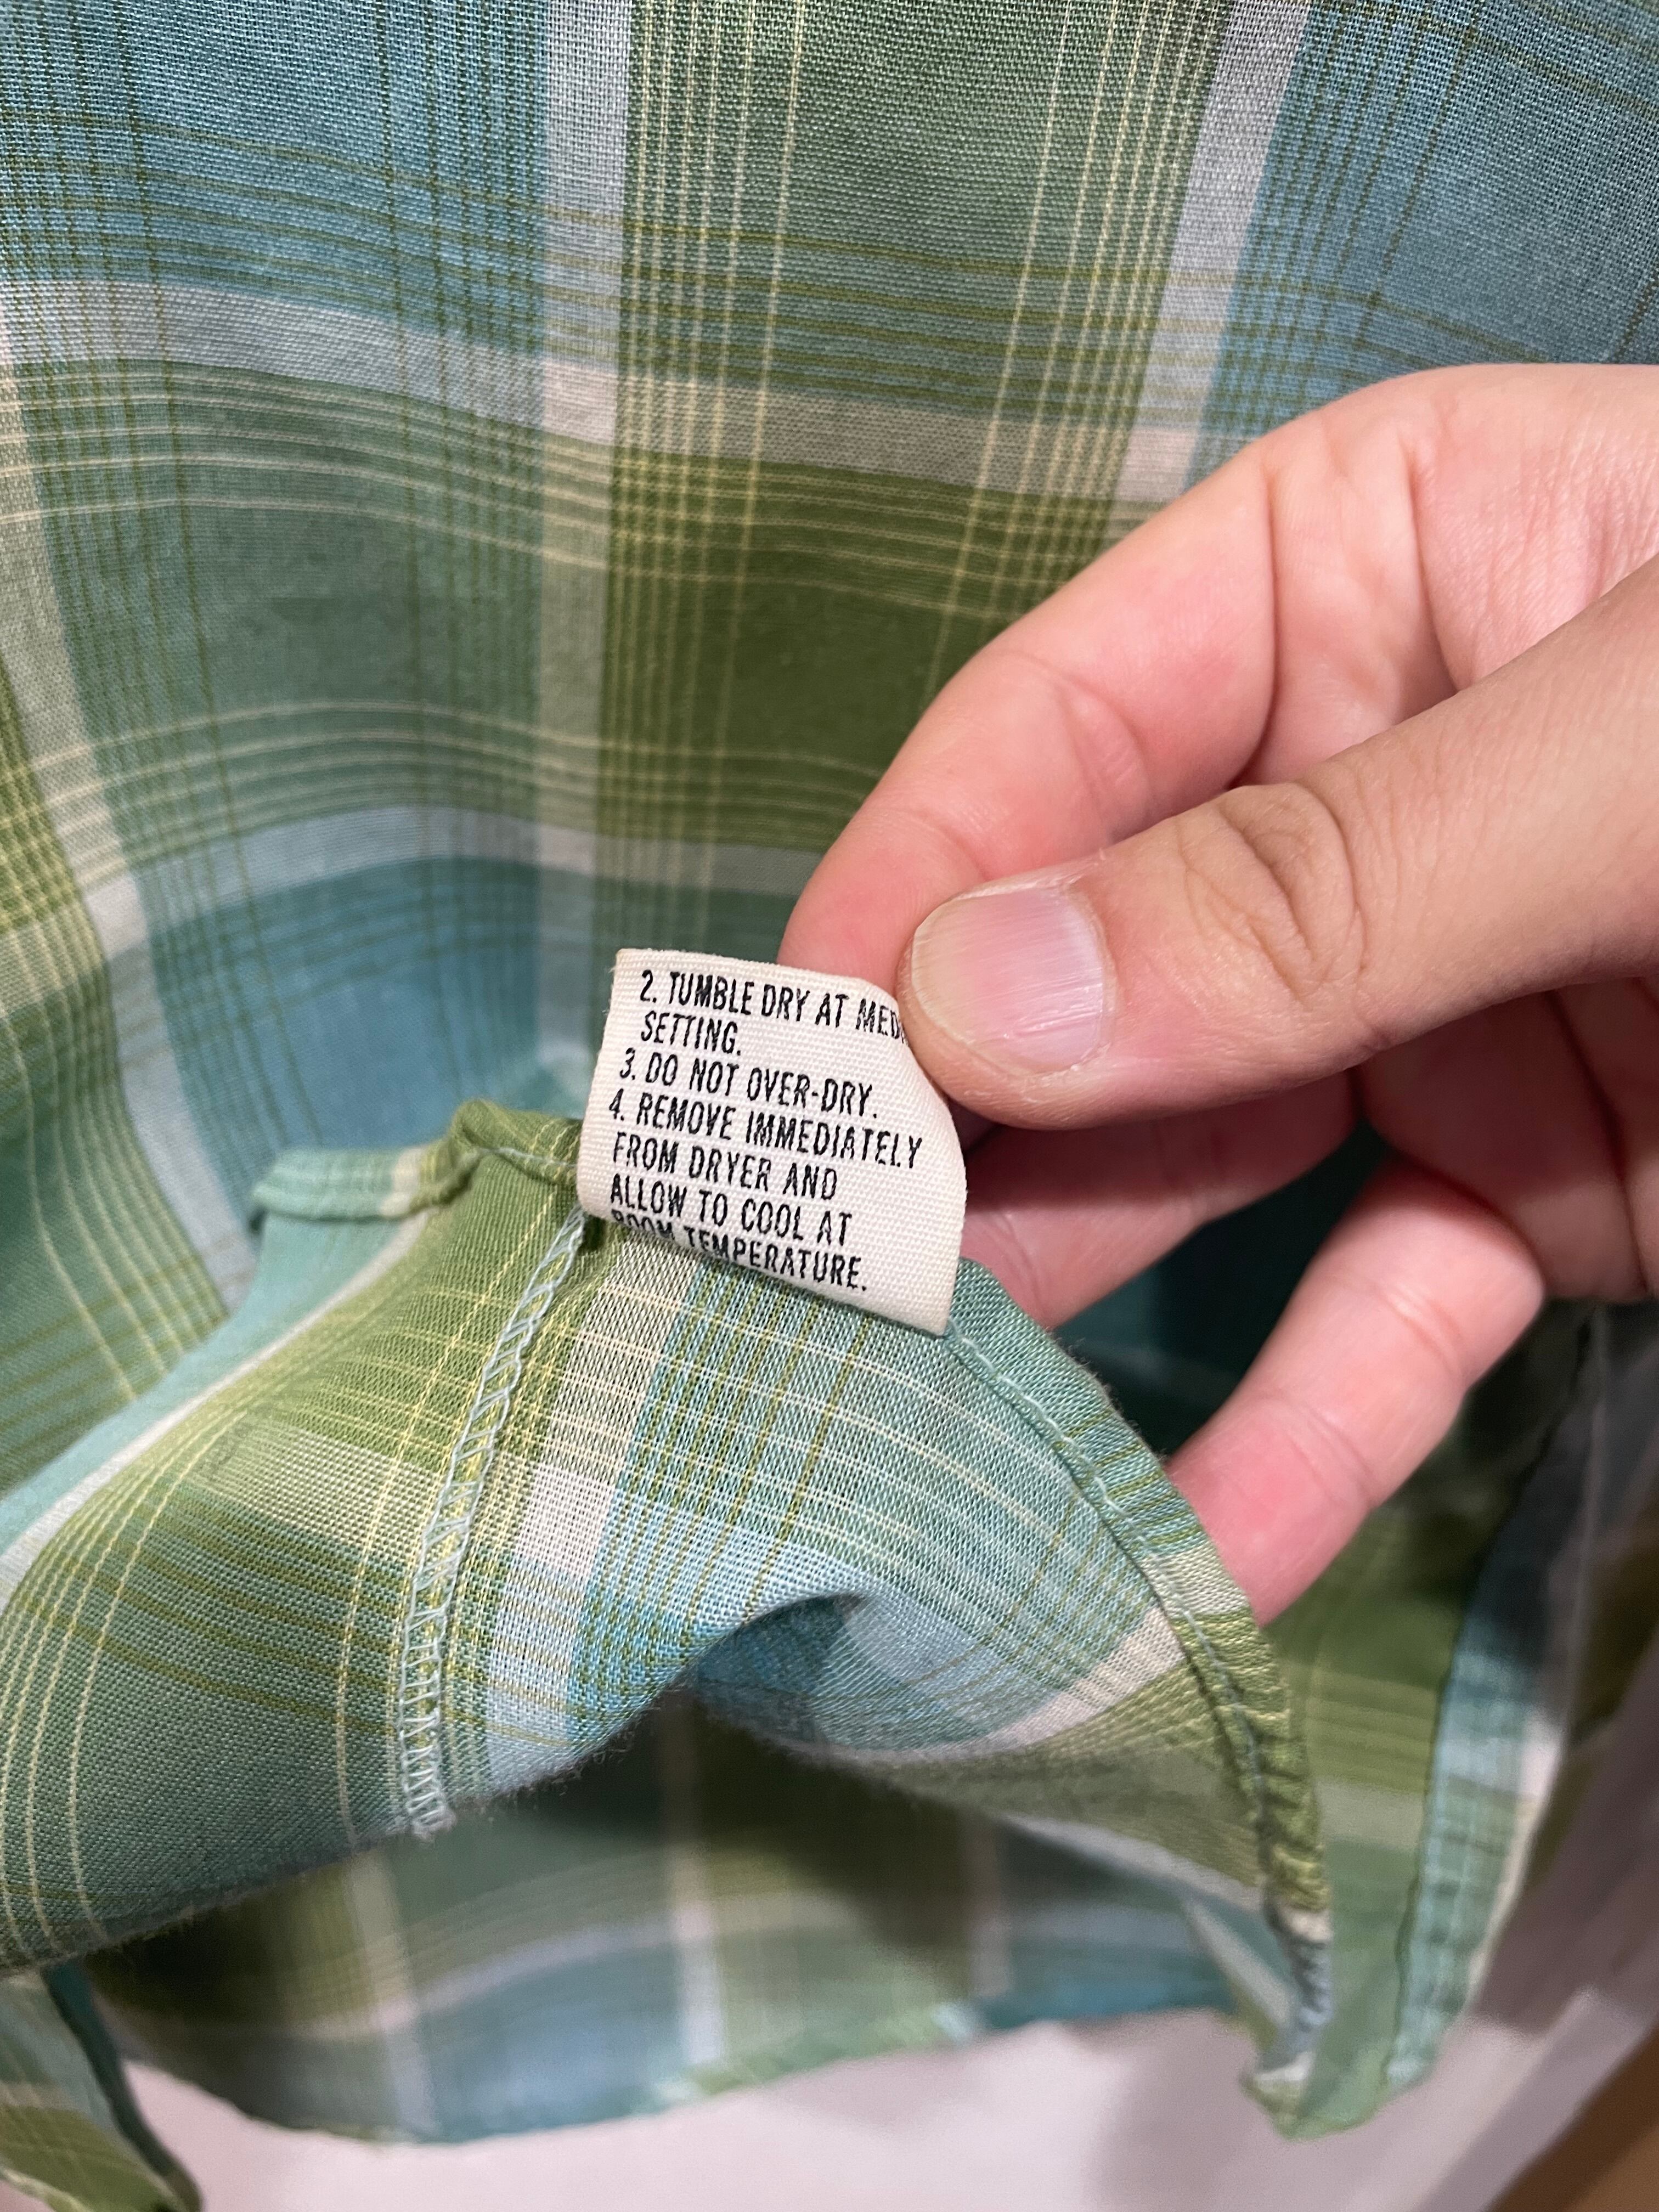 2. TUMBLE DRY AT
SETTING.
3. DO NOT OVER-DRY.
4. REMOVE IMMEDIATELY
FROM DRYER AND
ALLOW TO COOL AT
ROOM TEMPERATURE.